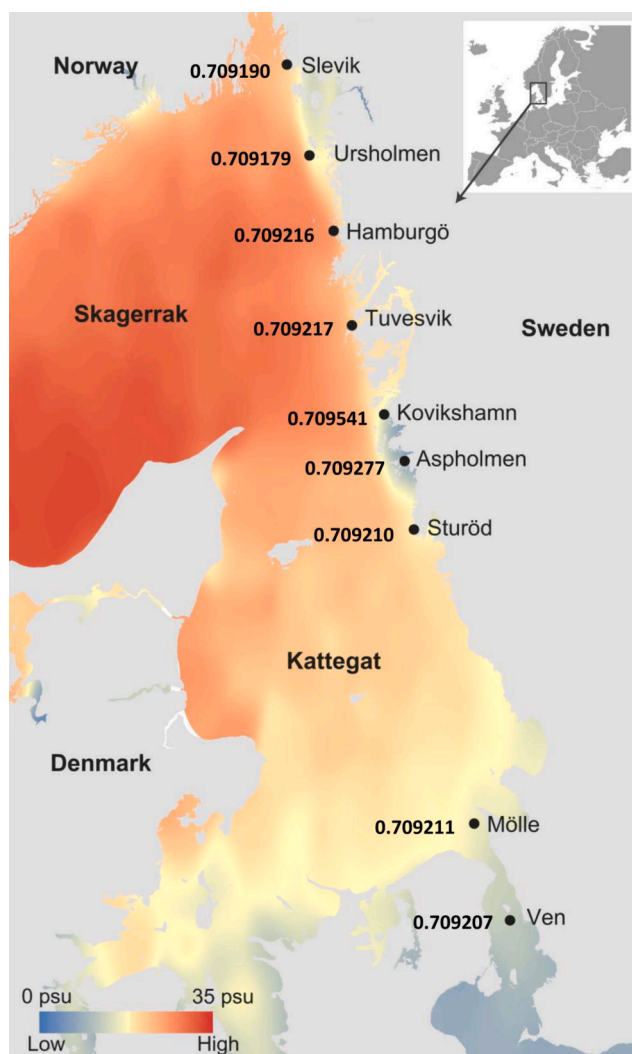 Norway
0.709190 Slevik
0.709179 Ursholmen
0.709216 Hamburgö
Skagerrak
0.709217 Tuvesvik
Sweden
0.709541 Kovikshamn
0.709277 Aspholmen
0.709210 Sturöd
Kattegat
Denmark
0.709211 Mölle
0.709207 Ven
0 psu 35 psu
Low High